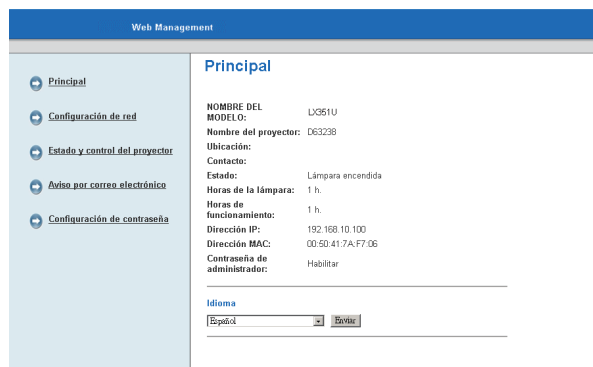 Web Management
Principal
Configuración de red
Estado y control del proyector
Aviso por correo electrónico
Configuración de contraseña
Principal
NOMBRE DEL
MODELO: LX351U
Nombre del proyector: D63238
Ubicación:
Contacto:
Estado: Lámpara encendida
Horas de la lámpara: 1 h.
Horas de
funcionamiento: 1 h.
Dirección IP: 192.168.10.100
Dirección MAC: 00:50:41:7A:F7:06
Contraseña de
administrador: Habilitar
Idioma
Español Enviar